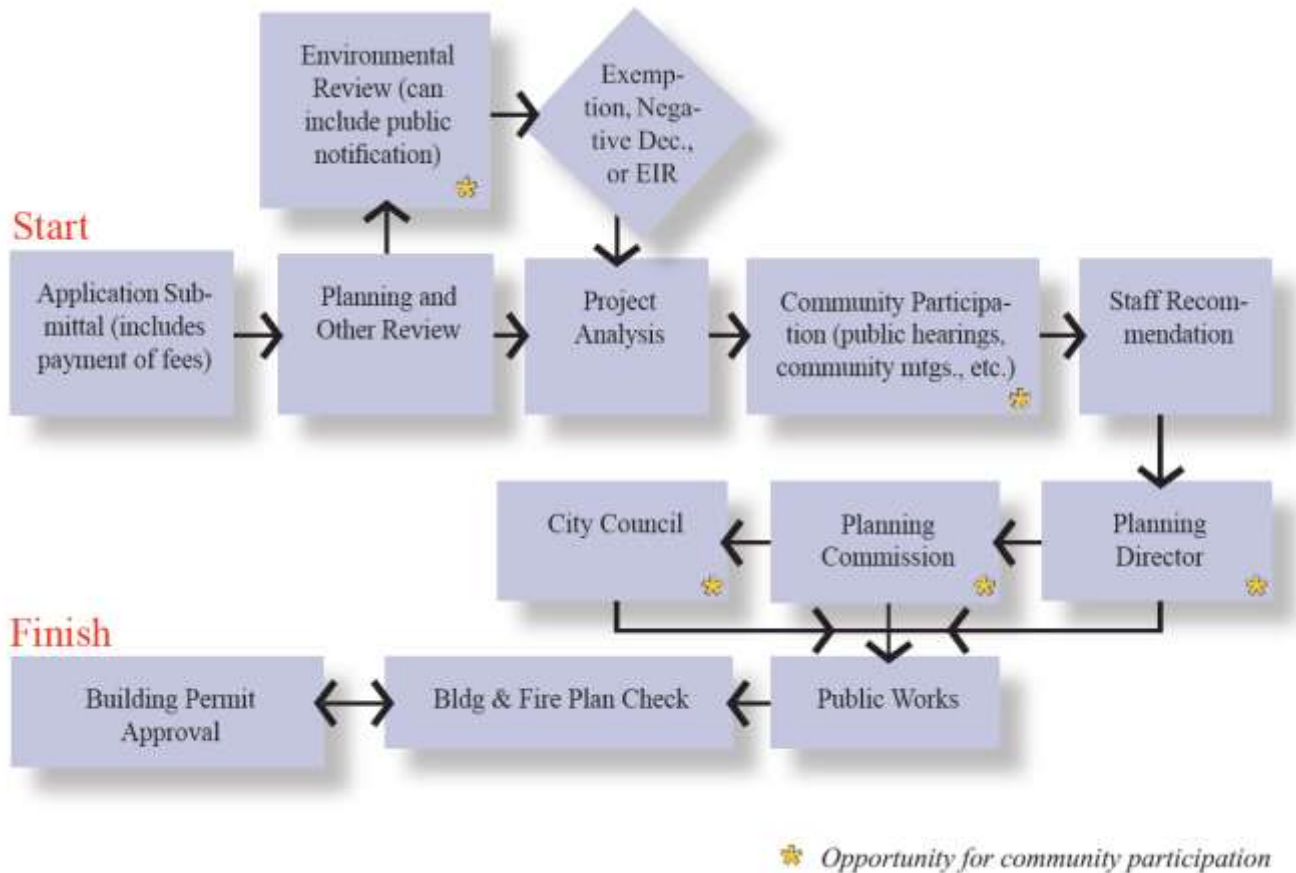 Environmental
Review (can
include public
notification)
Exemp-
tion, Nega-
tive Dec.,
or EIR
Start
Application Sub-
mittal (includes
payment of fees)
Planning and
Other Review
Project
Analysis
Community Participa-
tion (public hearings,
community mtgs., etc.)
Staff Recom-
mendation
City Council
Planning
Commission
Planning
Director
Finish
Building Permit
Approval
Bldg & Fire Plan Check
Public Works
Opportunity for community participation